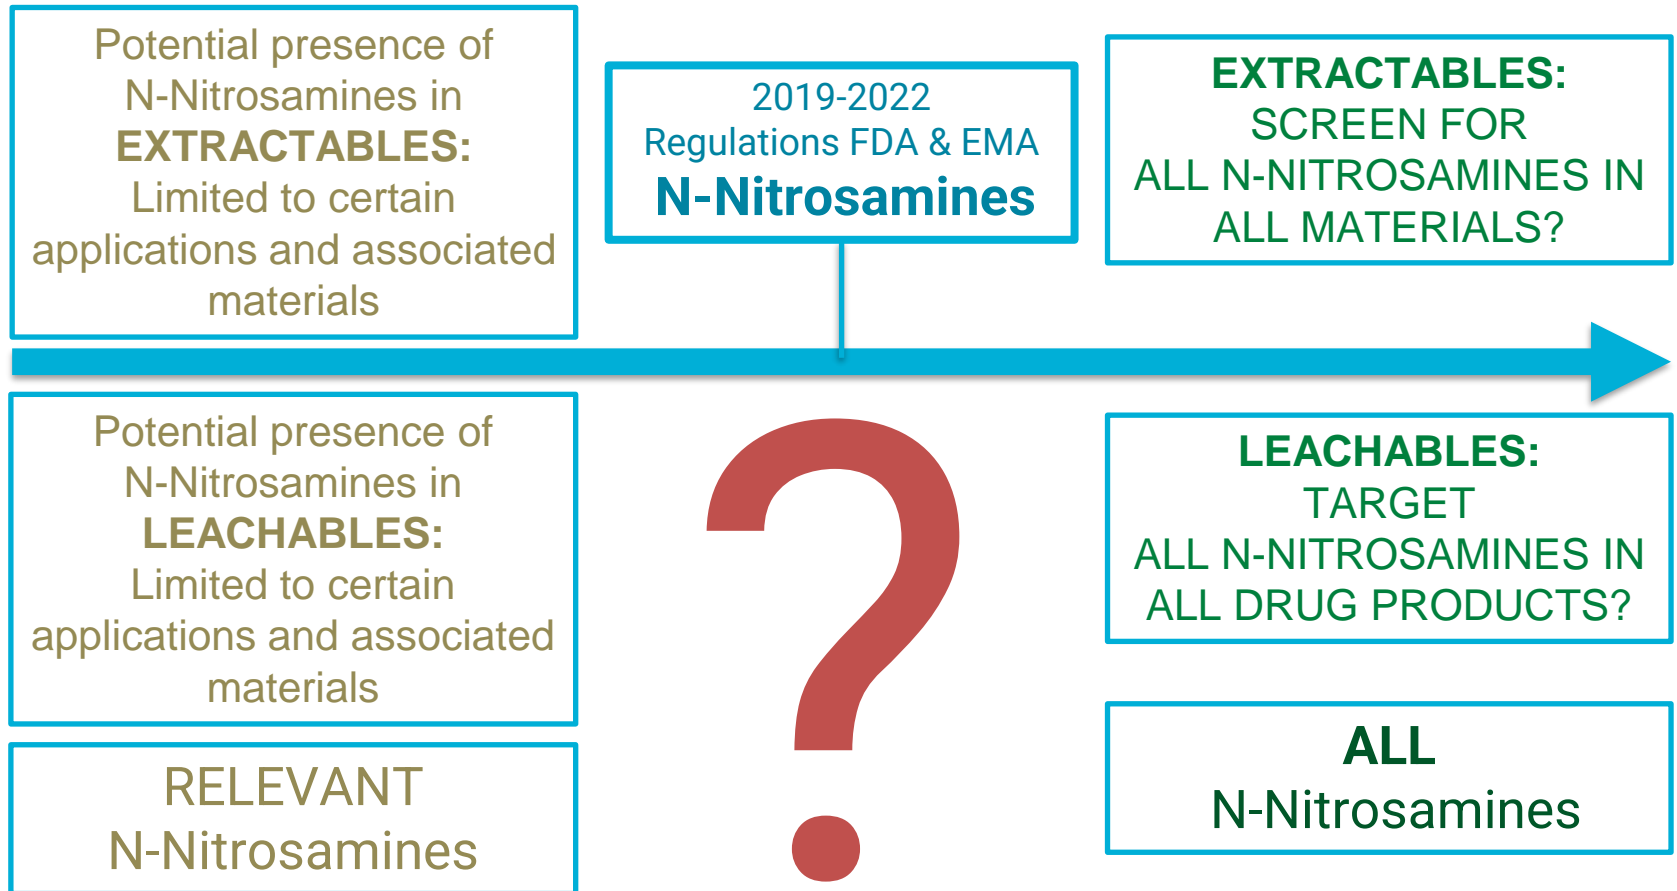 Potential presence of
N-Nitrosamines in
EXTRACTABLES:
Limited to certain
applications and associated
materials
2019-2022
Regulations FDA & EMA
N-Nitrosamines
EXTRACTABLES:
SCREEN FOR
ALL N-NITROSAMINES IN
ALL MATERIALS?
Potential presence of
N-Nitrosamines in
LEACHABLES:
Limited to certain
applications and associated
materials
?
LEACHABLES:
TARGET
ALL N-NITROSAMINES IN
ALL DRUG PRODUCTS?
RELEVANT
N-Nitrosamines
ALL
N-Nitrosamines